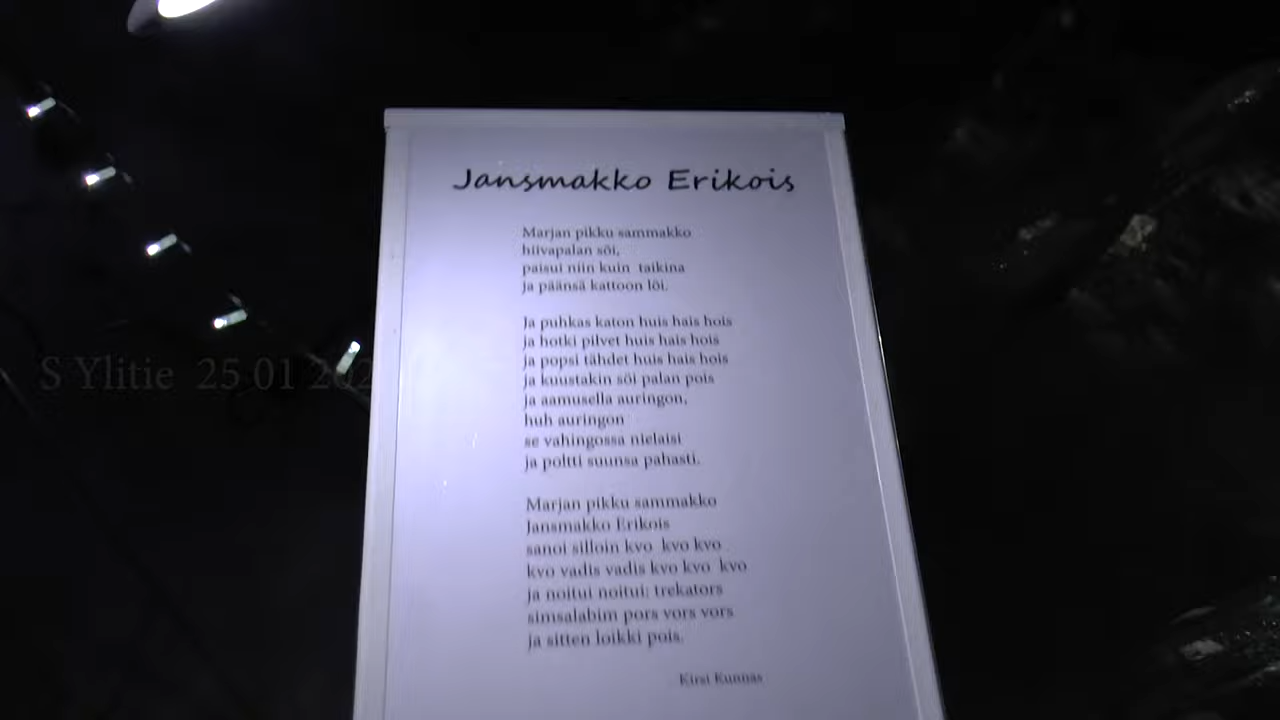 Jansmakko Erikois
Marjan pikku sammakko
hiivapalan söi,
paisui niin kuin taikina
ja päänsä kattoon löi.
Ja puhkas katon huis hais hois
ja hotki pilvet huis hais hois
ja popsi tähdet huis hais hois
ja kuustakin söi palan pois
ja aamusella auringon,
huh auringon
se vahingossa nielaisi
ja poltti suunsa pahasti.
Marjan pikku sammakko
Jansmakko Erikois
sanoi silloin kvo kvo kvo
kvo vadis vadis kvo kvo kvo
ja noitui noitui: trekators
simsalabim pors vors vors
ja sitten loikki pois.
Kirsi Kunnas
S Ylitie 25 01 202